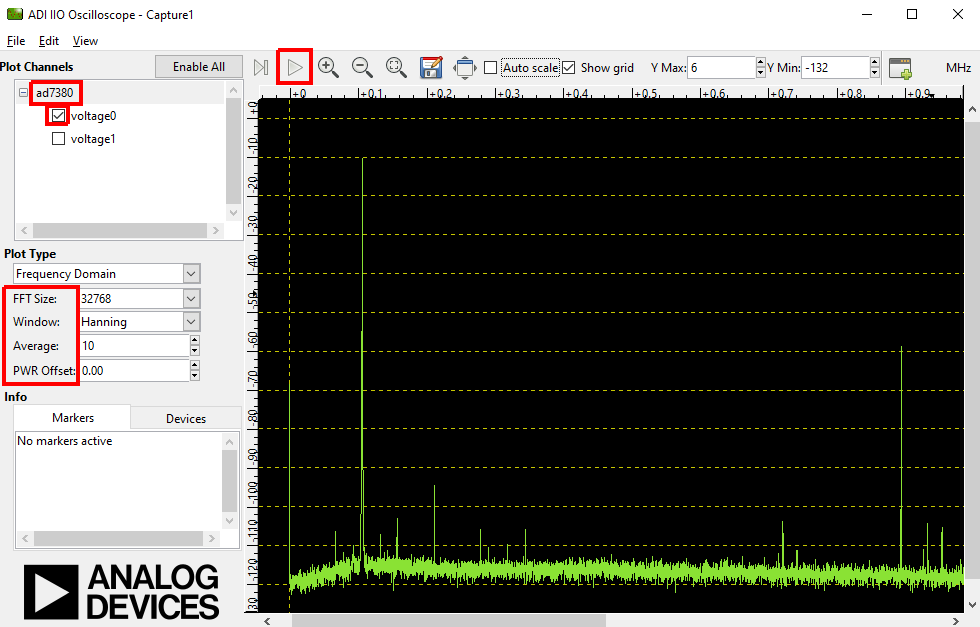 ADI IIO Oscilloscope - Capture1
File Edit View
Plot Channels
Enable All
Auto scale
Show grid
Y Max: 6
Y Min: -132
MHz
ad7380
voltage0
voltage1
+0 +0.1 +0.2 +0.3 +0.4 +0.5 +0.6 +0.7 +0.8 +0.9
+0
-10
-20
-30
-40
-50
-60
-70
-80
-90
-100
-110
-120
Plot Type
Frequency Domain
FFT Size: 32768
Window: Hanning
Average: 10
PWR Offset: 0.00
Info
Markers Devices
No markers active
ANALOG
DEVICES